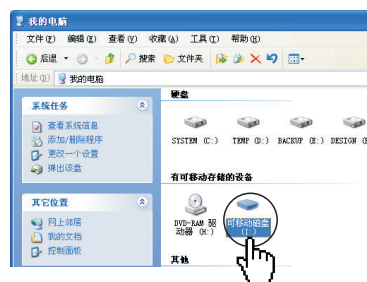 我的电脑
文件(F) 编辑(E) 查看(V) 收藏(A) 工具(T) 帮助(H)
后退 搜索 文件夹
地址(D) 我的电脑
系统任务
查看系统信息
添加/删除程序
更改一个设置
弹出该盘
其它位置
网上邻居
我的文档
控制面板
硬盘
SYSTEM (C:) TEMP (D:) BACKUP (E:) DESIGN (
有可移动存储的设备
DVD-RAM 驱动器 (H:)
可移动磁盘 (I:)
其他